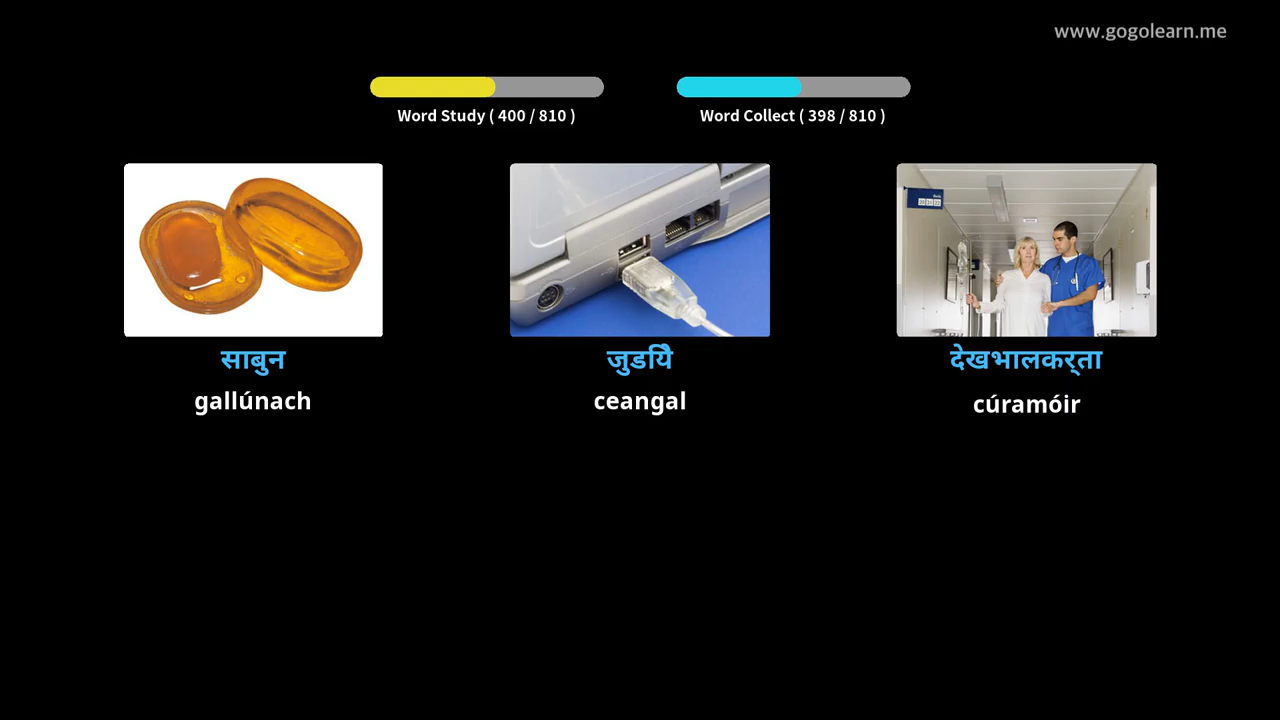 www.gogolearn.me
Word Study ( 400 / 810 )
Word Collect ( 398 / 810 )
साबुन
जुडयिे
देखभालकर्ता
gallúnach
ceangal
cúramóir